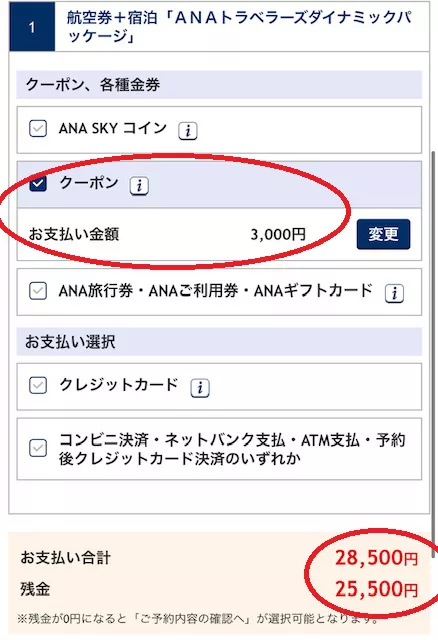 1
航空券＋宿泊「ＡＮＡトラベラーズダイナミックパ
ッケージ」
クーポン、各種金券
ANA SKY コイン i
クーポン i
お支払い金額 3,000円 変更
ANA旅行券・ANAご利用券・ANAギフトカード i
お支払い選択
クレジットカード i
コンビニ決済・ネットバンク支払・ATM支払・予約
後クレジットカード決済のいずれか
お支払い合計 28,500円
残金 25,500円
※残金が0円になると「ご予約内容の確認へ」が選択可能となります。